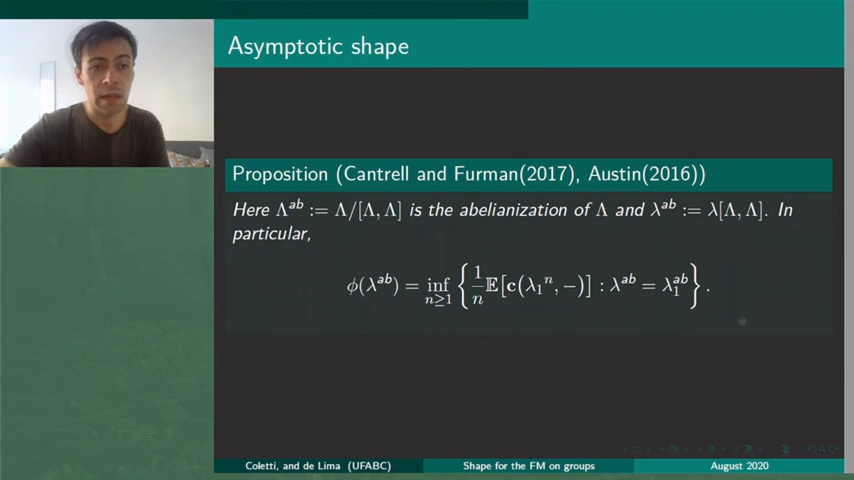 Asymptotic shape
Proposition (Cantrell and Furman(2017), Austin(2016))
Here Λ^ab := Λ/[Λ, Λ] is the abelianization of Λ and λ^ab := λ[Λ, Λ]. In
particular,
ϕ(λ^ab) = inf_{n≥1} { 1/n 𝔼[c(λ₁ⁿ, −)] : λ^ab = λ₁^ab } .
Coletti, and de Lima (UFABC)
Shape for the FM on groups
August 2020